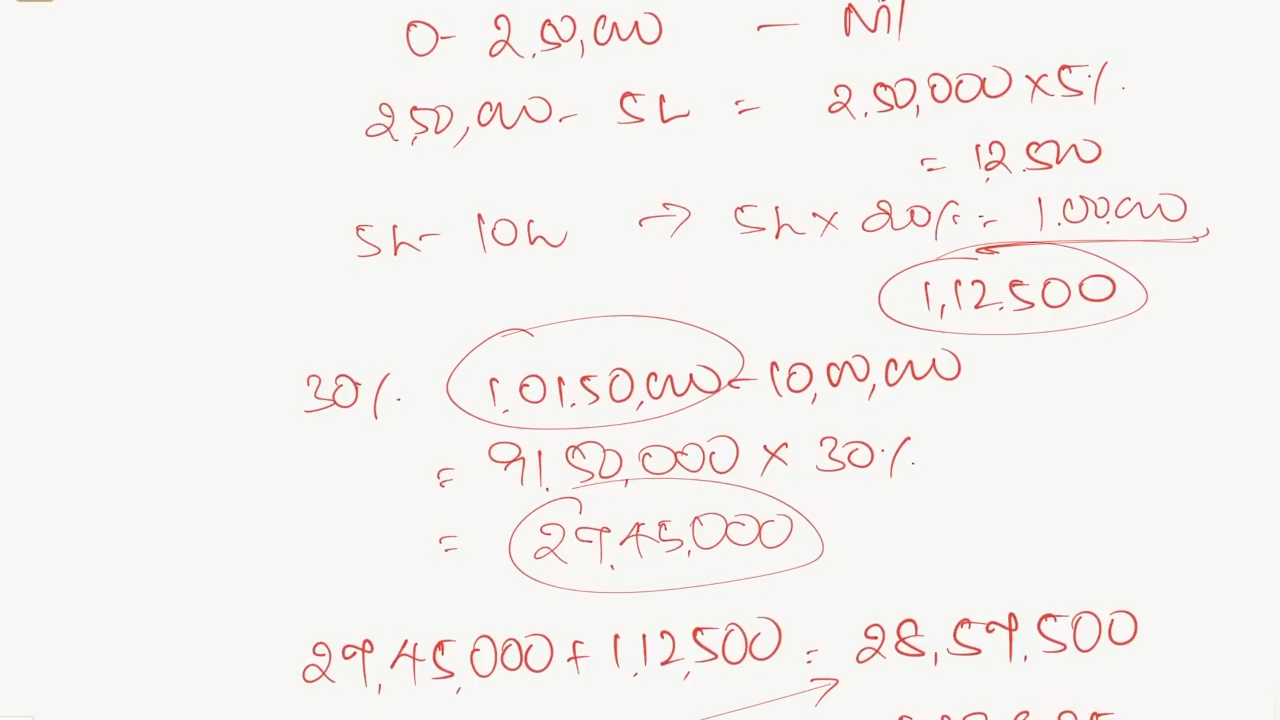 0- 2,50,000 – Nil
2,50,000 - 5L = 2,50,000 x 5%.
= 12,500
5L - 10L → 5L x 20% = 1,00,000
1,12,500
30%. 1,01,50,000 - 10,00,000
= 91,50,000 x 30%.
= 27,45,000
27,45,000 + 1,12,500 = 28,57,500